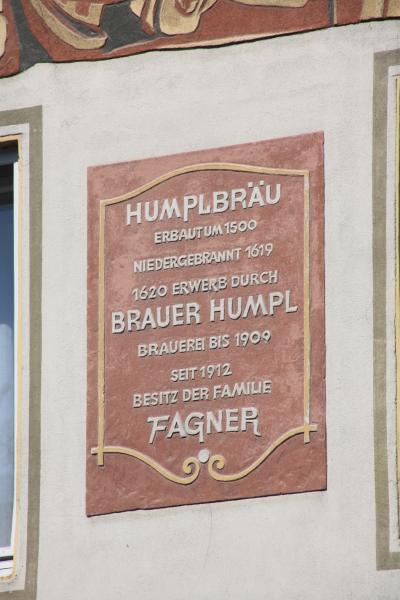 HUMPLBRÄU
ERBAUT UM 1500
NIEDERGEBRANNT 1619
1620 ERWERB DURCH
BRAUER HUMPL
BRAUEREI BIS 1909
SEIT 1912
BESITZ DER FAMILIE
FAGNER